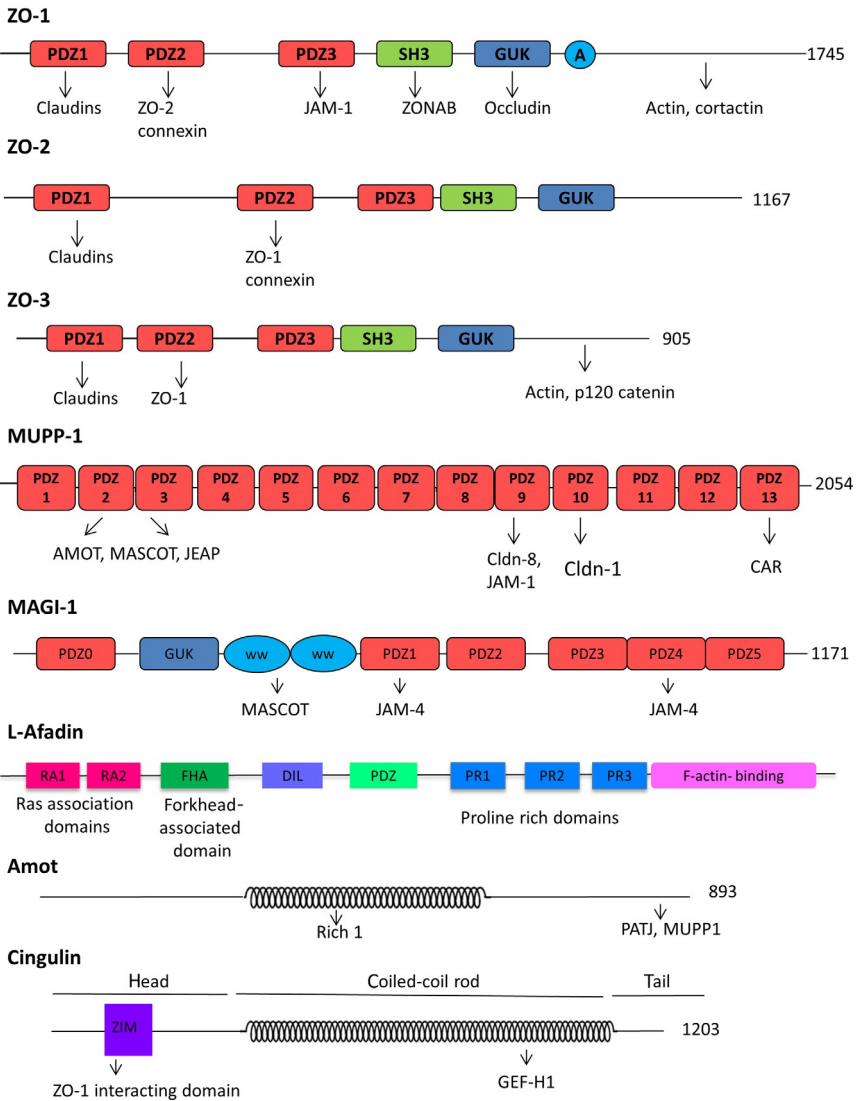 ZO-1
PDZ1 PDZ2 PDZ3 SH3 GUK A 1745
Claudins ZO-2 JAM-1 ZONAB Occludin Actin, cortactin
connexin
ZO-2
PDZ1 PDZ2 PDZ3 SH3 GUK 1167
Claudins ZO-1
connexin
ZO-3
PDZ1 PDZ2 PDZ3 SH3 GUK 905
Claudins ZO-1 Actin, p120 catenin
MUPP-1
PDZ PDZ PDZ PDZ PDZ PDZ PDZ PDZ PDZ PDZ PDZ PDZ PDZ 2054
1 2 3 4 5 6 7 8 9 10 11 12 13
AMOT, MASCOT, JEAP Cldn-8, Cldn-1 CAR
JAM-1
MAGI-1
PDZ0 GUK ww ww PDZ1 PDZ2 PDZ3 PDZ4 PDZ5 1171
MASCOT JAM-4 JAM-4
L-Afadin
RA1 RA2 FHA DIL PDZ PR1 PR2 PR3 F-actin- binding
Ras association Forkhead- Proline rich domains
domains associated
domain
Amot
893
Rich 1 PATJ, MUPP1
Cingulin
Head Coiled-coil rod Tail
ZIM 1203
ZO-1 interacting domain GEF-H1